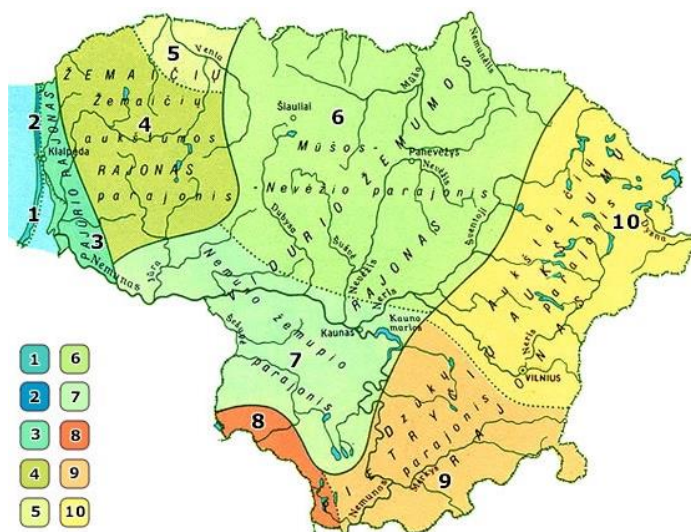 5
Venta
ŽEMAIČIŲ
Žemaičių
4
aukštumos
RAJONAS
parajonis
2
Klaipėda
1
3
PAJŪRIO RAJONAS
Nemunas
Jūra
Šiauliai
6
Mūša
Nemunėlis
Mūšos-
-Nevėžio parajonis
Panevėžys
Nevėžis
VIDURIO ŽEMUMOS
RAJONAS
Dubysa
Šušvė
Nevėžis
Neris
Šventoji
10
Aukštaičių
AUKŠTUMŲ
parajonis
Dysna
Neris
VILNIUS
Nemuno žemupio
parajonis
Šešupė
Kaunas
Kauno
marios
7
8
Dzūkų
parajonis
RAJONAS
Nemunas
Merkys
9
1 6
2 7
3 8
4 9
5 10